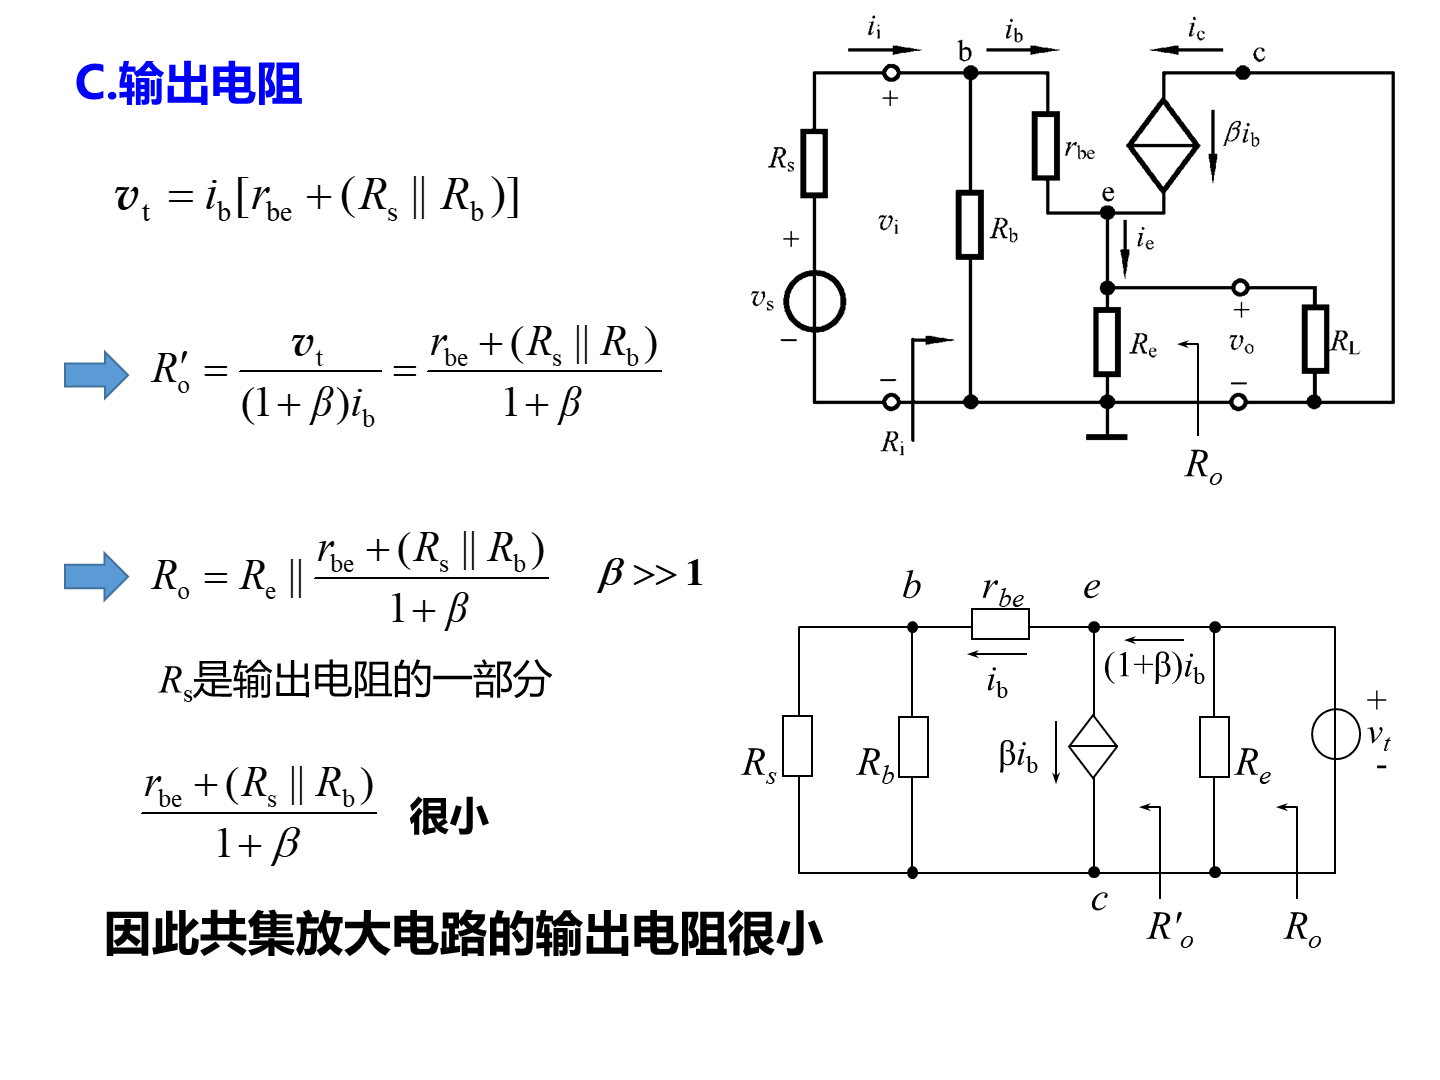 C.输出电阻
v_t = i_b[r_be + (R_s || R_b)]
R′_o = v_t / (1+β)i_b = r_be + (R_s || R_b) / 1+β
R_o = R_e || r_be + (R_s || R_b) / 1+β   β >> 1
R_s是输出电阻的一部分
r_be + (R_s || R_b) / 1+β 很小
因此共集放大电路的输出电阻很小
i_i
b
i_b
i_c
c
+
R_s
r_be
βi_b
e
+
v_i
R_b
i_e
v_s
+
−
R_e
v_o
R_L
−
−
R_i
R_o
b
r_be
e
i_b
(1+β)i_b
+
R_s
R_b
βi_b
R_e
v_t
-
c
R′_o
R_o